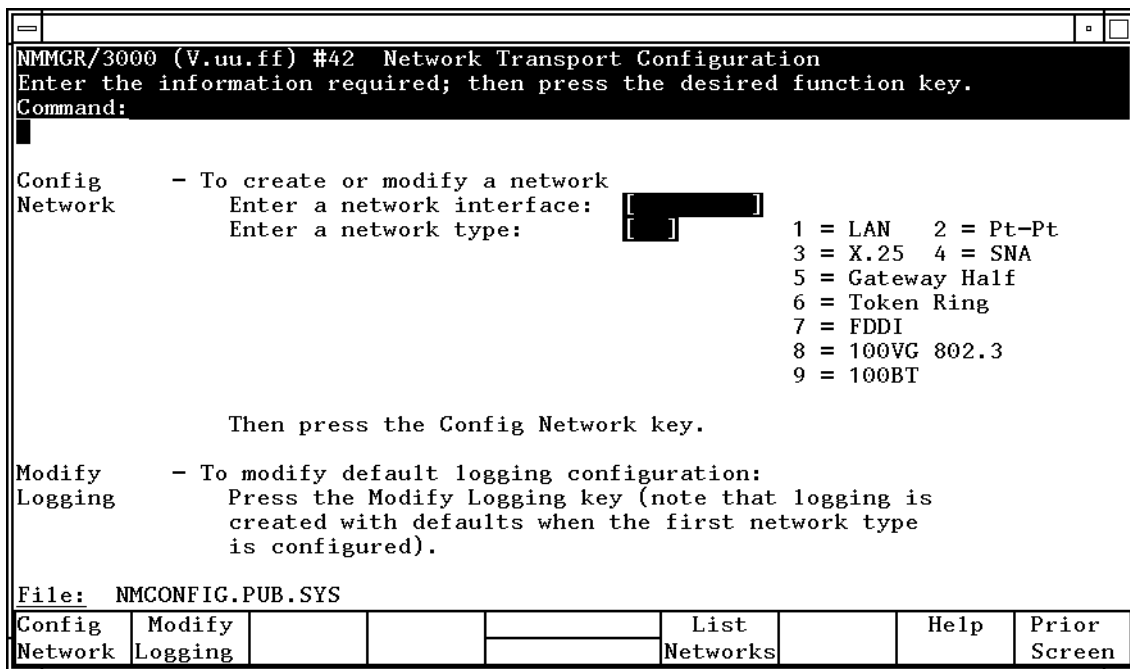 NMMGR/3000 (V.uu.ff) #42  Network Transport Configuration
Enter the information required; then press the desired function key.
Command:
Config      - To create or modify a network
Network         Enter a network interface:  [        ]
                Enter a network type:       [  ]        1 = LAN   2 = Pt-Pt
                                                        3 = X.25  4 = SNA
                                                        5 = Gateway Half
                                                        6 = Token Ring
                                                        7 = FDDI
                                                        8 = 100VG 802.3
                                                        9 = 100BT
                Then press the Config Network key.
Modify      - To modify default logging configuration:
Logging         Press the Modify Logging key (note that logging is
                created with defaults when the first network type
                is configured).
File:  NMCONFIG.PUB.SYS
Config   Modify   List   Help   Prior
Network  Logging  Networks   Screen